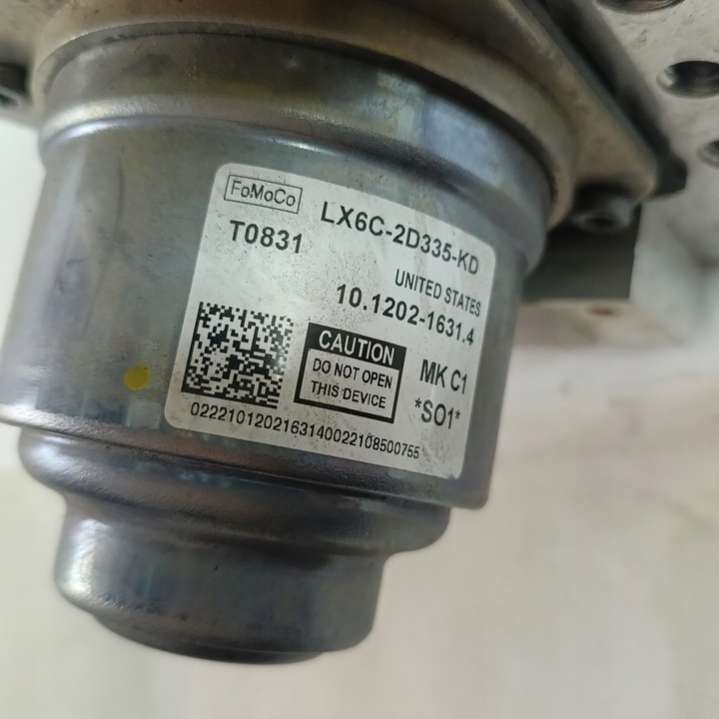 FoMoCo
LX6C-2D335-KD
T0831
UNITED STATES
10.1202-1631.4
CAUTION
DO NOT OPEN
THIS DEVICE
MK C1
*SO1*
0222101202163140022108500755